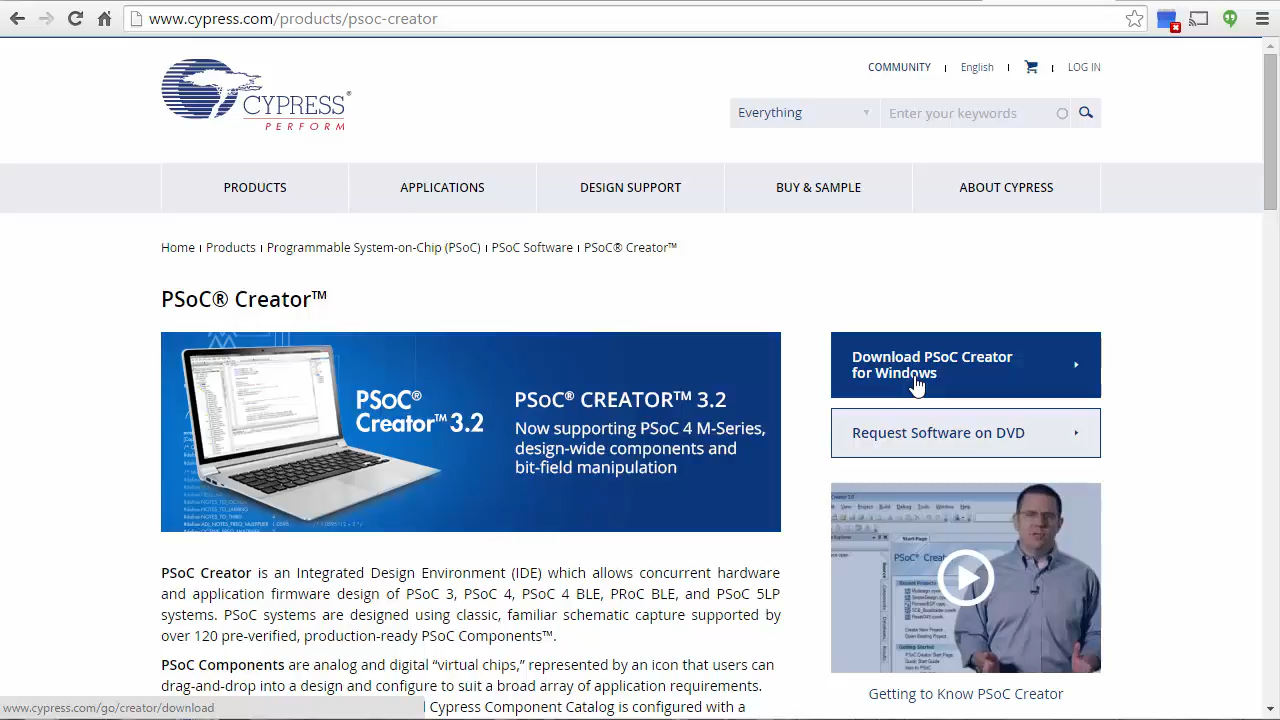 www.cypress.com/products/psoc-creator
COMMUNITY
English
LOG IN
CYPRESS®
PERFORM
Everything
Enter your keywords
PRODUCTS
APPLICATIONS
DESIGN SUPPORT
BUY & SAMPLE
ABOUT CYPRESS
Home
Products
Programmable System-on-Chip (PSoC)
PSoC Software
PSoC® Creator™
PSoC® Creator™
PSoC®
Creator™ 3.2
PSoC® CREATOR™ 3.2
Now supporting PSoC 4 M-Series,
design-wide components and
bit-field manipulation
Download PSoC Creator
for Windows
Request Software on DVD
Getting to Know PSoC Creator
PSoC Creator is an Integrated Design Environment (IDE) which allows concurrent hardware
and application firmware design of PSoC 3, PSoC 4, PSoC 4 BLE, PRoC BLE, and PSoC 5LP
systems. PSoC systems are designed using classic, familiar schematic capture supported by
over 120 pre-verified, production-ready PSoC Components™.
PSoC Components are analog and digital “virtual chips,” represented by an icon that users can
drag-and-drop into a design and configure to suit a broad array of application requirements.
Cypress Component Catalog is configured with a
www.cypress.com/go/creator/download